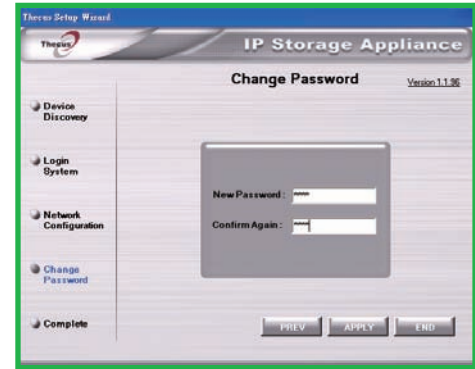 Thecus Setup Wizard
Thecus
IP Storage Appliance
Change Password
Version 1.1.96
Device
Discovery
Login
System
Network
Configuration
Change
Password
Complete
New Password :
Confirm Again :
PREV
APPLY
END